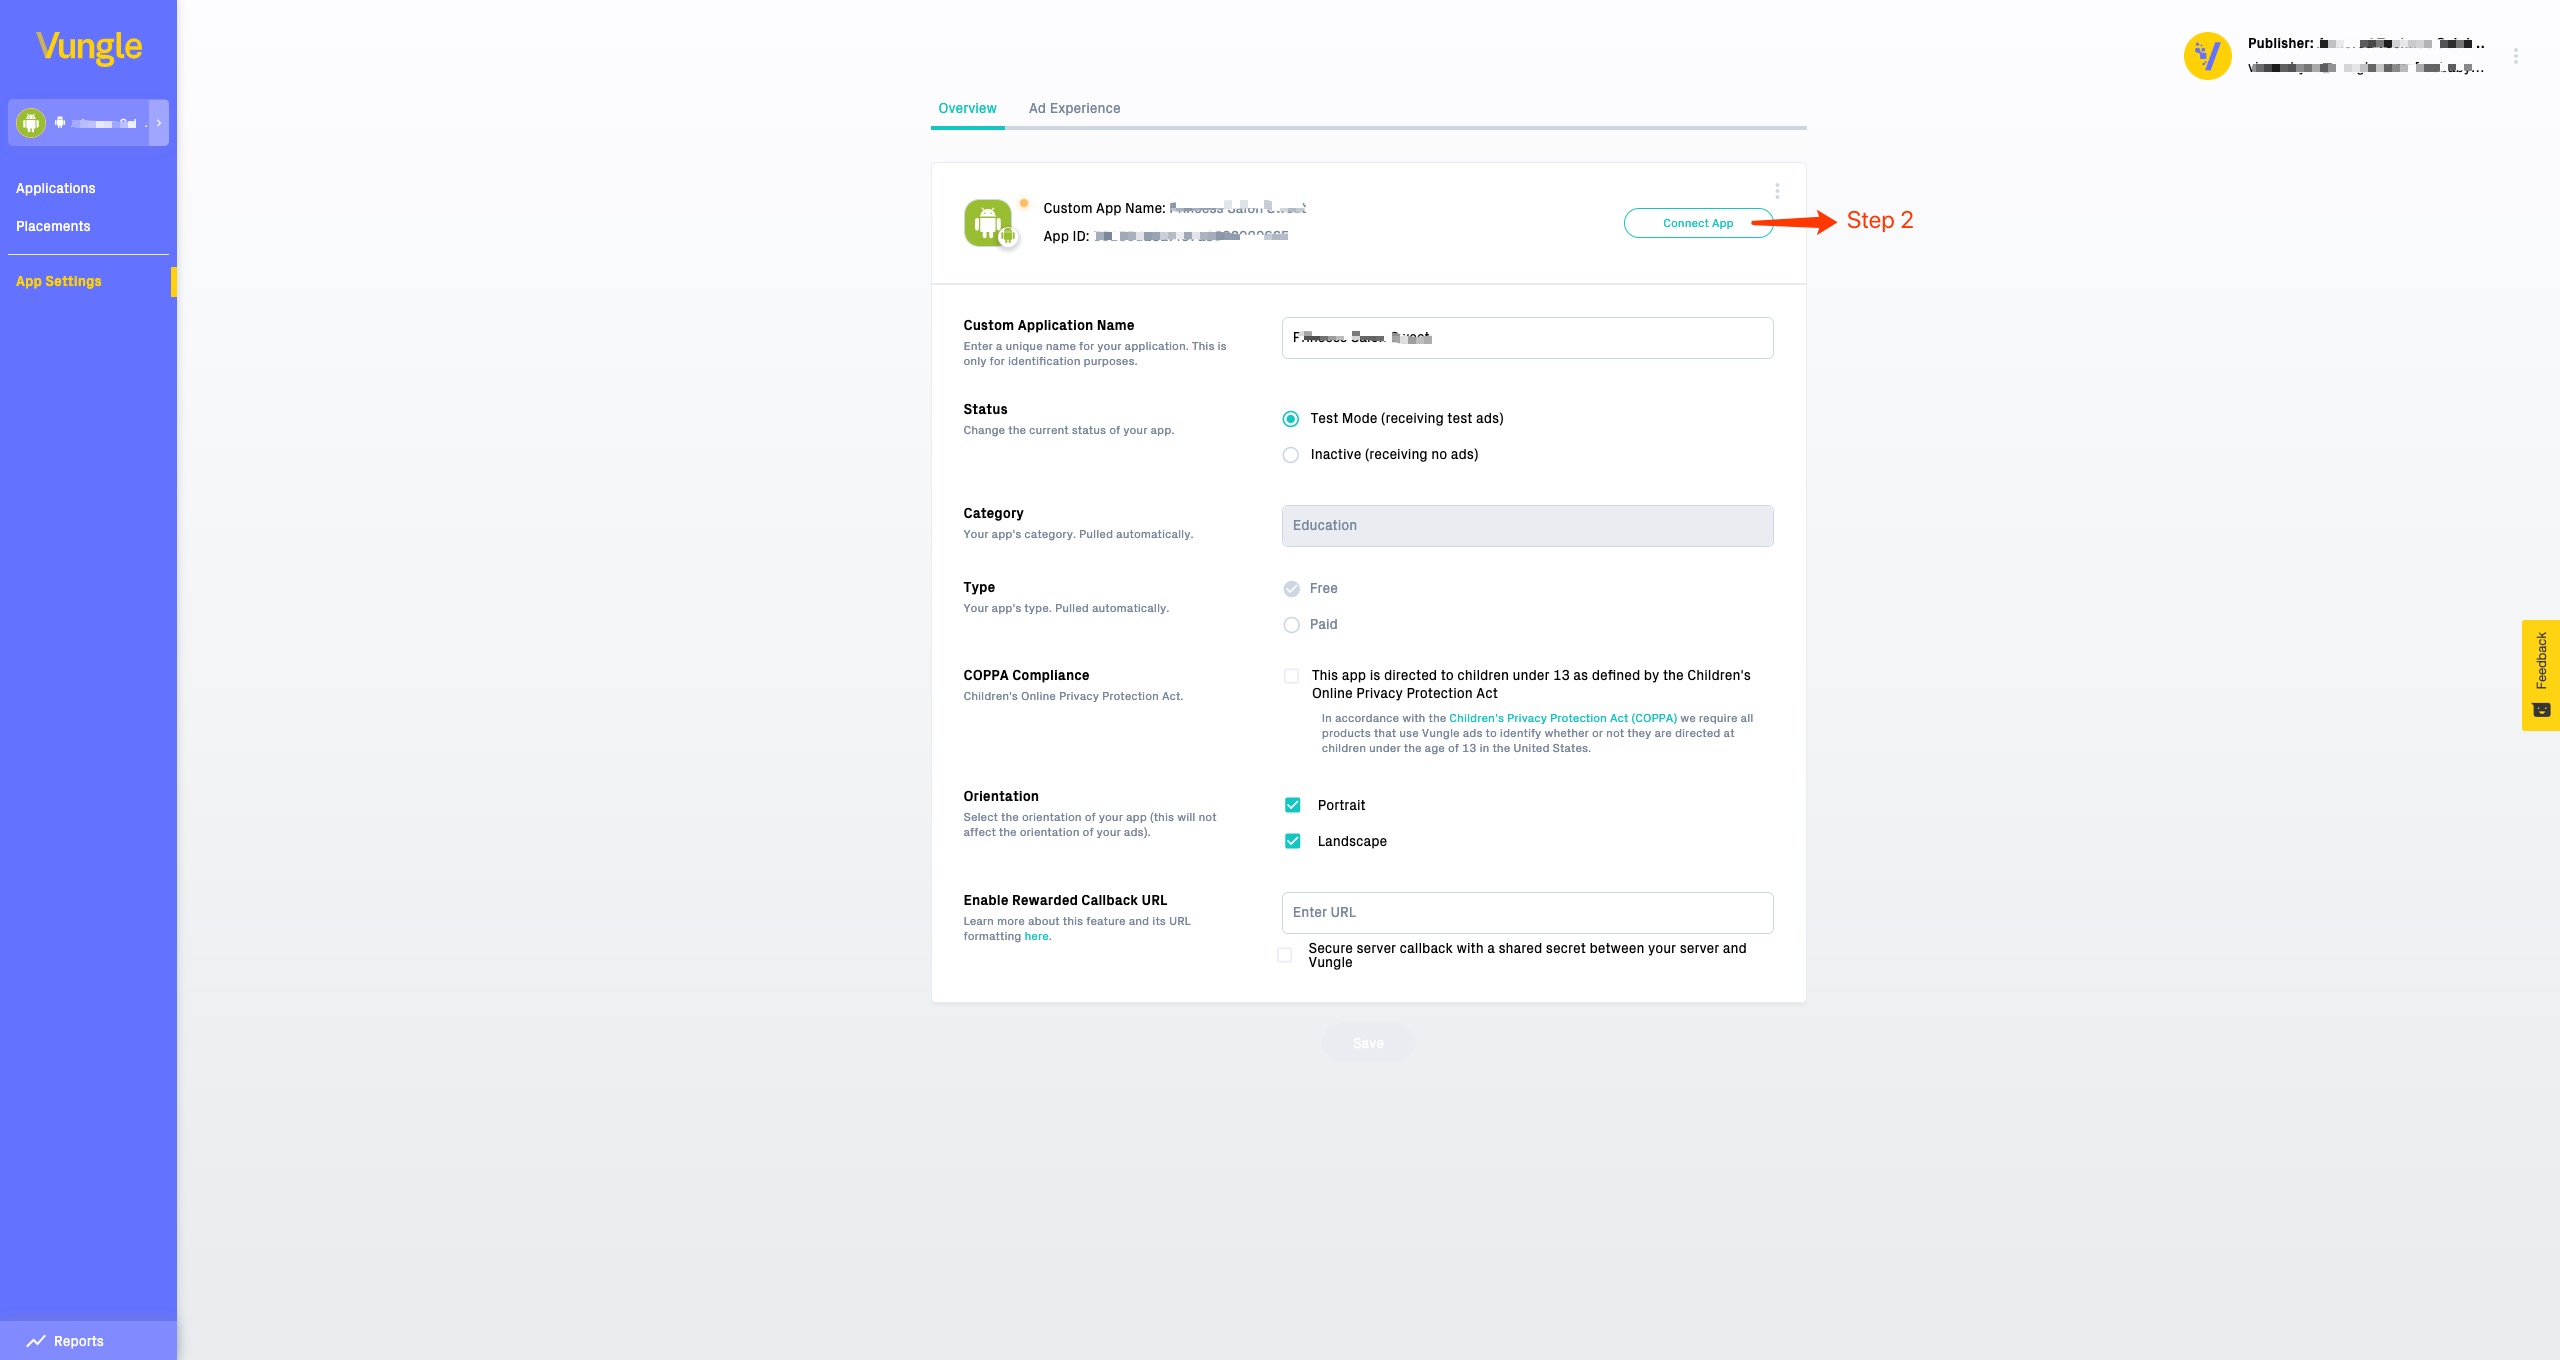 Vungle
Publisher:
Applications
Placements
App Settings
Reports
Overview
Ad Experience
Custom App Name:
App ID:
Connect App
Step 2
Custom Application Name
Enter a unique name for your application. This is
only for identification purposes.
Status
Change the current status of your app.
Test Mode (receiving test ads)
Inactive (receiving no ads)
Category
Your app's category. Pulled automatically.
Education
Type
Your app's type. Pulled automatically.
Free
Paid
COPPA Compliance
Children's Online Privacy Protection Act.
This app is directed to children under 13 as defined by the Children's
Online Privacy Protection Act
In accordance with the Children's Privacy Protection Act (COPPA) we require all
products that use Vungle ads to identify whether or not they are directed at
children under the age of 13 in the United States.
Orientation
Select the orientation of your app (this will not
affect the orientation of your ads).
Portrait
Landscape
Enable Rewarded Callback URL
Learn more about this feature and its URL
formatting here.
Enter URL
Secure server callback with a shared secret between your server and
Vungle
Save
Feedback